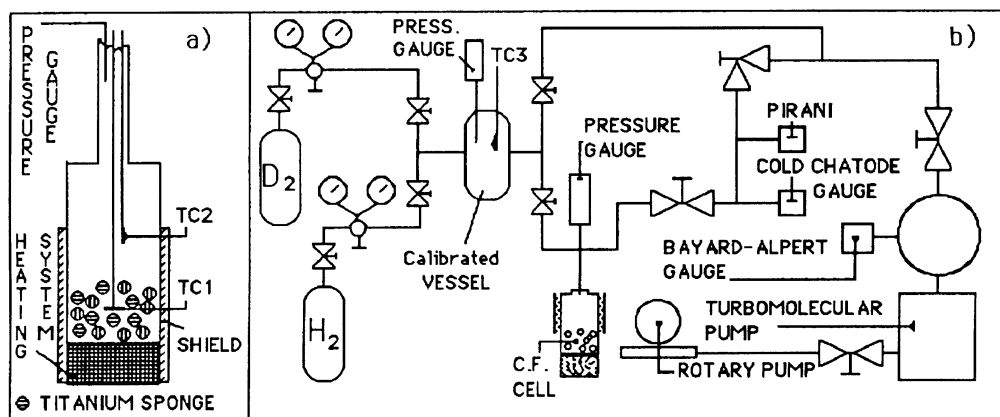 a)
PRESSURE
GAUGE
TC2
HEATING
SYSTEM
TC1
SHIELD
TITANIUM SPONGE
b)
PRESS.
GAUGE
TC3
D2
H2
Calibrated
VESSEL
PRESSURE
GAUGE
PIRANI
COLD CHATODE
GAUGE
BAYARD-ALPERT
GAUGE
TURBOMOLECULAR
PUMP
ROTARY PUMP
C.F.
CELL